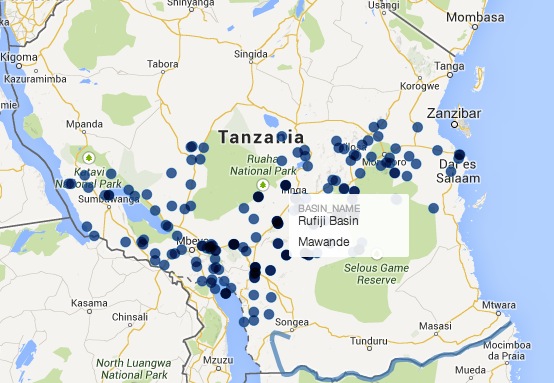 Shinyanga
Usangi
Mombasa
Kigoma
Kazuramimba
Tabora
Singida
Tanga
Korogwe
Zanzibar
Mpanda
Tanzania
Ruaha
National Park
Dar es
Salaam
Katavi
National Park
Sumbawanga
Iringa
BASIN_NAME
Rufiji Basin
Mawande
Mbeya
Selous Game
Reserve
Kasama
Chinsali
Songea
Mtwara
Masasi
Tunduru
Mocimboa
da Praia
North Luangwa
National Park
Mzuzu
Mueda